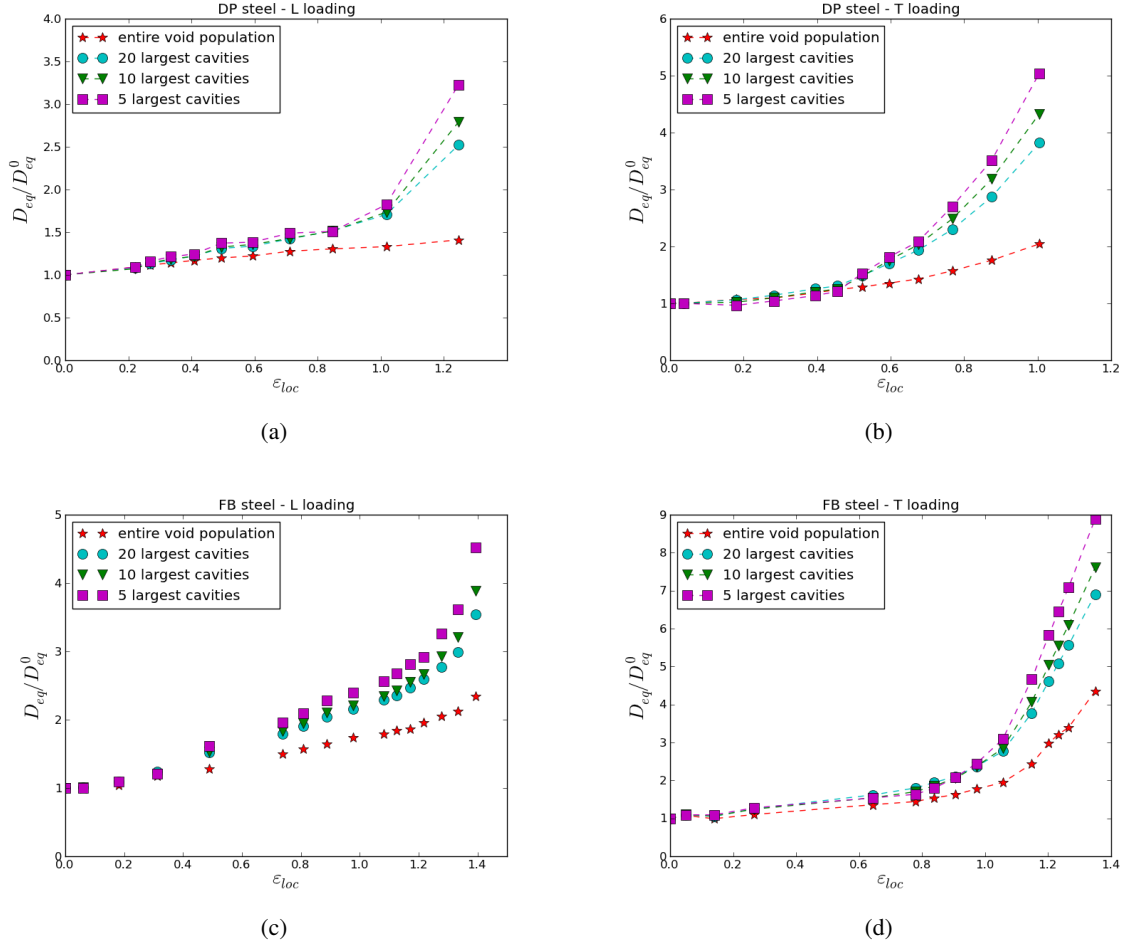 DP steel - L loading
entire void population
20 largest cavities
10 largest cavities
5 largest cavities
4.0
3.5
3.0
2.5
2.0
1.5
1.0
0.5
0.0
D_eq/D^0_eq
0.0 0.2 0.4 0.6 0.8 1.0 1.2
ε_loc
(a)
DP steel - T loading
entire void population
20 largest cavities
10 largest cavities
5 largest cavities
6
5
4
3
2
1
0
D_eq/D^0_eq
0.0 0.2 0.4 0.6 0.8 1.0 1.2
ε_loc
(b)
FB steel - L loading
entire void population
20 largest cavities
10 largest cavities
5 largest cavities
5
4
3
2
1
0
D_eq/D^0_eq
0.0 0.2 0.4 0.6 0.8 1.0 1.2 1.4
ε_loc
(c)
FB steel - T loading
entire void population
20 largest cavities
10 largest cavities
5 largest cavities
9
8
7
6
5
4
3
2
1
0
D_eq/D^0_eq
0.0 0.2 0.4 0.6 0.8 1.0 1.2 1.4
ε_loc
(d)